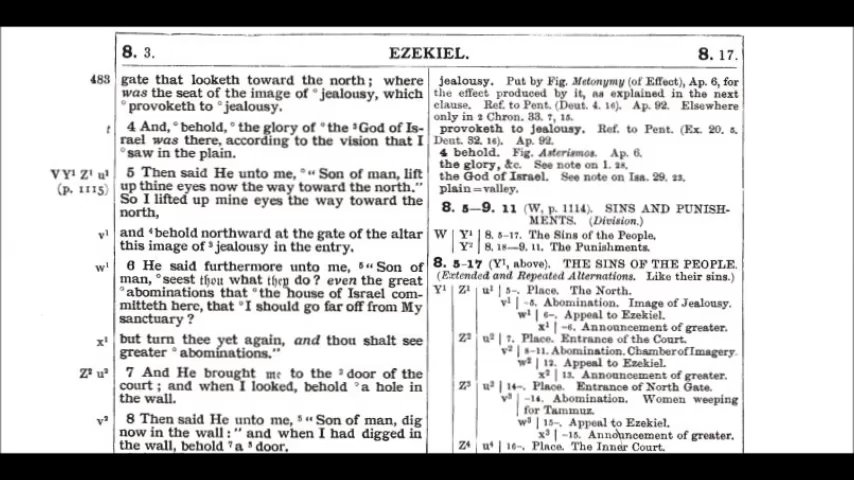 8. 3.
EZEKIEL.
8. 17.
483 gate that looketh toward the north; where
was the seat of the image of °jealousy, which
°provoketh to °jealousy.
t 4 And, °behold, °the glory of °the ³God of Is-
rael was there, according to the vision that I
°saw in the plain.
V Y¹ Z¹ u¹ 5 Then said He unto me, °“Son of man, lift
(p. 1115) up thine eyes now the way toward the north.”
So I lifted up mine eyes the way toward the
north,
v¹ and ⁴behold northward at the gate of the altar
this image of ³jealousy in the entry.
w¹ 6 He said furthermore unto me, ⁵“Son of
man, °seest thou what they do? even the great
°abominations that °the house of Israel com-
mitteth here, that °I should go far off from My
sanctuary?
x¹ but turn thee yet again, and thou shalt see
greater °abominations.”
Z² u² 7 And He brought me to the ³door of the
court; and when I looked, behold °a hole in
the wall.
v² 8 Then said He unto me, ⁵“Son of man, dig
now in the wall:” and when I had digged in
the wall, behold ⁷a ³door.
jealousy. Put by Fig. Metonymy (of Effect), Ap. 6, for
the effect produced by it, as explained in the next
clause. Ref. to Pent. (Deut. 4. 16). Ap. 92. Elsewhere
only in 2 Chron. 33. 7, 15.
provoketh to jealousy. Ref. to Pent. (Ex. 20. 5.
Deut. 32. 16). Ap. 92.
4 behold. Fig. Asterismos. Ap. 6.
the glory, &c. See note on 1. 28.
the God of Israel. See note on Isa. 29. 23.
plain = valley.
8. 5—9. 11 (W, p. 1114). SINS AND PUNISH-
MENTS. (Division.)
W | Y¹ | 8. 5-17. The Sins of the People.
Y² | 8. 18—9. 11. The Punishments.
8. 5-17 (Y¹, above). THE SINS OF THE PEOPLE.
(Extended and Repeated Alternations. Like their sins.)
Y¹ | Z¹ | u¹ | 5-. Place. The North.
v¹ | -5. Abomination. Image of Jealousy.
w¹ | 6-. Appeal to Ezekiel.
x¹ | -6. Announcement of greater.
Z² | u² | 7. Place. Entrance of the Court.
v² | 8-11. Abomination. Chamber of Imagery.
w² | 12. Appeal to Ezekiel.
x² | 13. Announcement of greater.
Z³ | u³ | 14-. Place. Entrance of North Gate.
v³ | -14. Abomination. Women weeping
for Tammuz.
w³ | 15-. Appeal to Ezekiel.
x³ | -15. Announcement of greater.
Z⁴ | u⁴ | 16-. Place. The Inner Court.